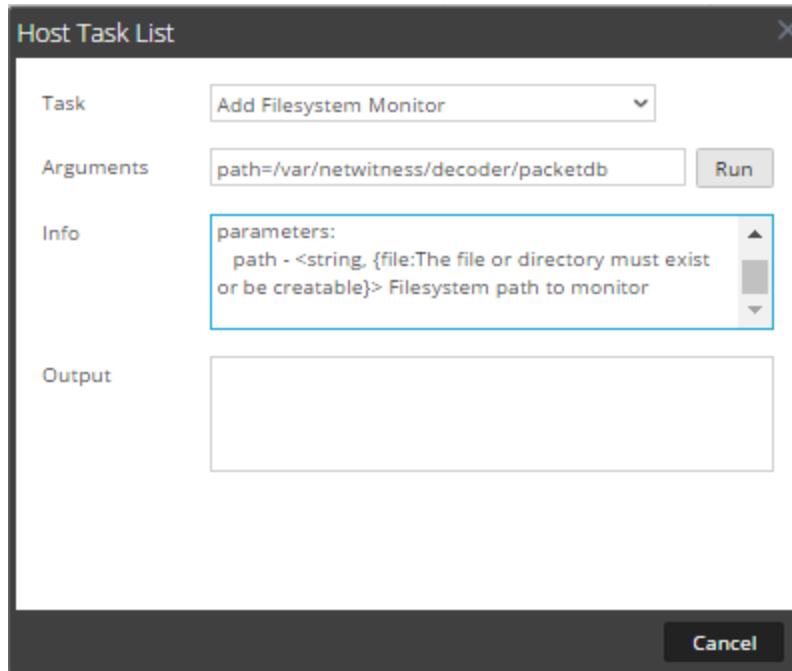 Host Task List
Task
Add Filesystem Monitor
Arguments
path=/var/netwitness/decoder/packetdb
Run
Info
parameters:
path - <string, {file:The file or directory must exist
or be creatable}> Filesystem path to monitor
Output
Cancel